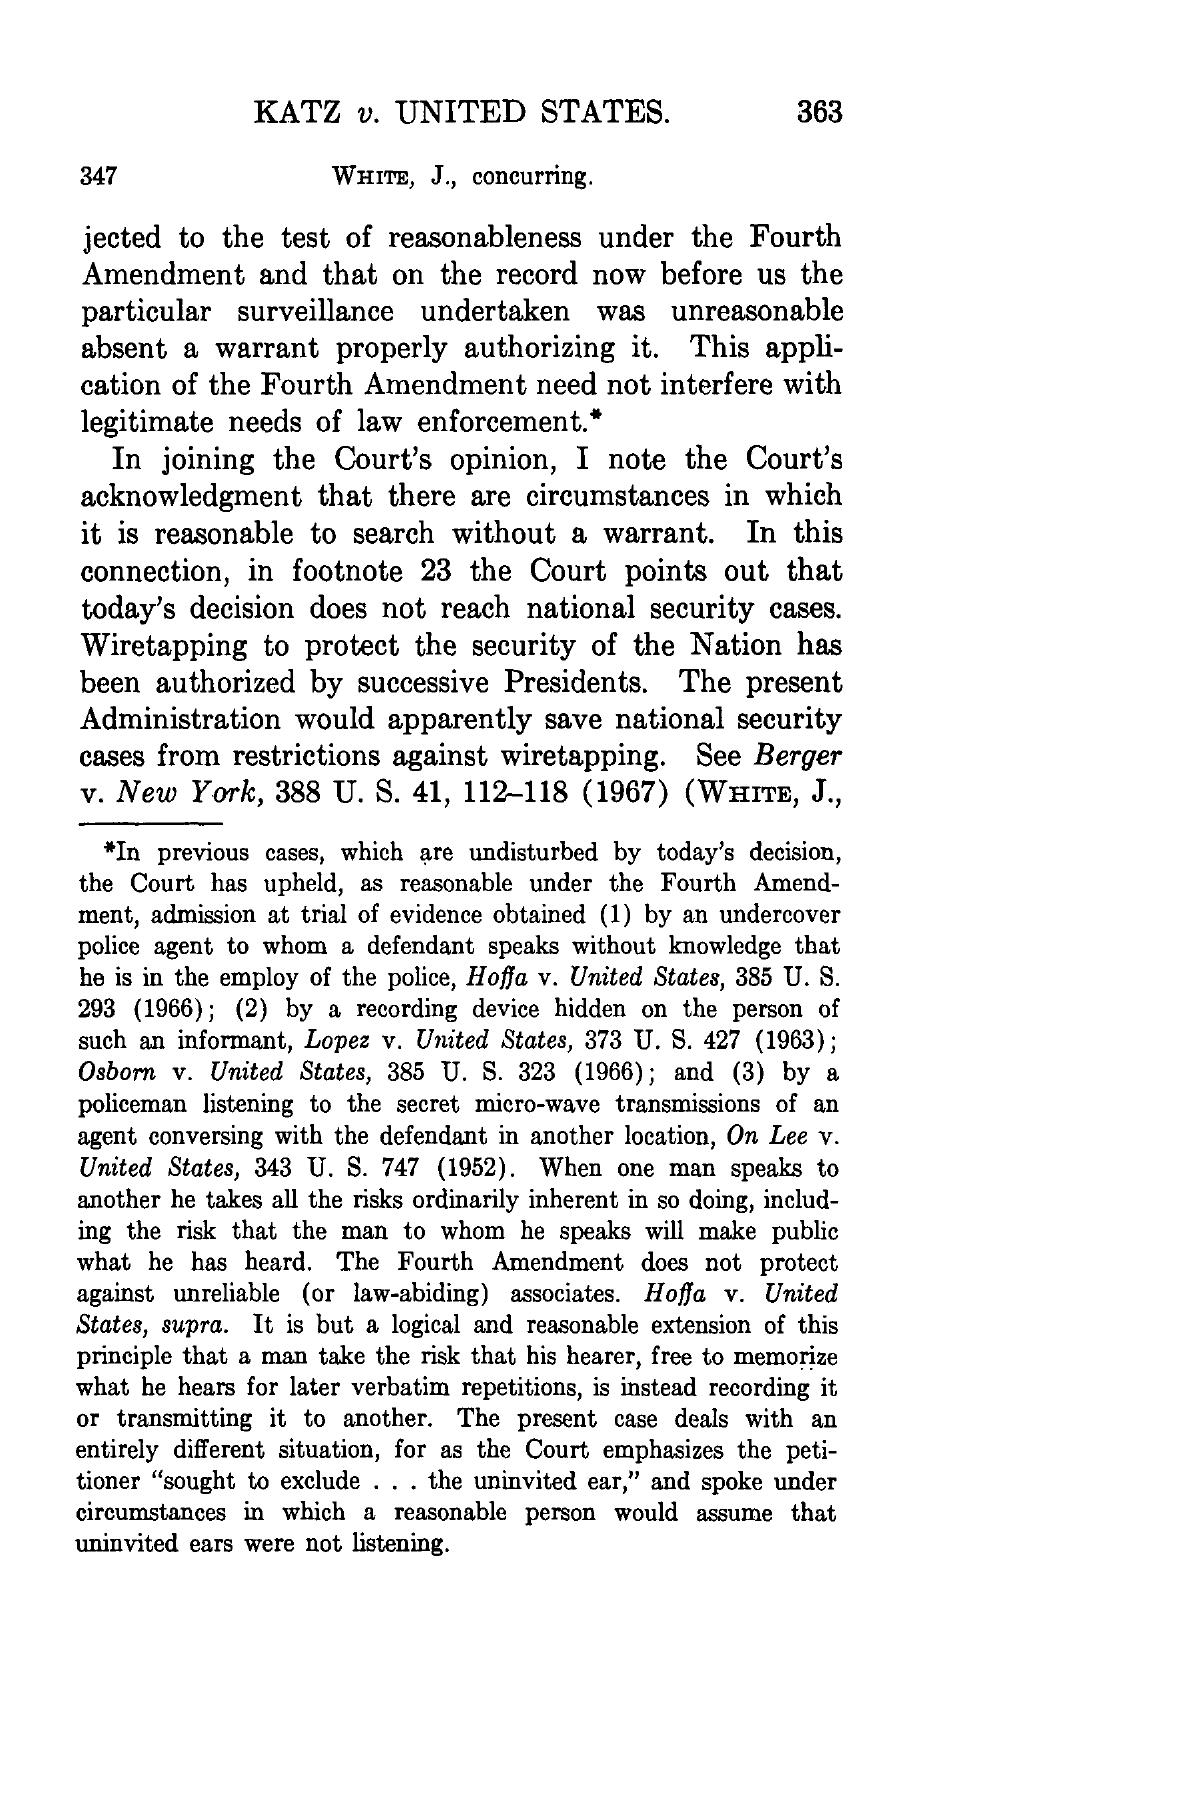 KATZ v. UNITED STATES. 363
347 WHITE, J., concurring.
jected to the test of reasonableness under the Fourth
Amendment and that on the record now before us the
particular surveillance undertaken was unreasonable
absent a warrant properly authorizing it. This appli-
cation of the Fourth Amendment need not interfere with
legitimate needs of law enforcement.*
In joining the Court's opinion, I note the Court's
acknowledgment that there are circumstances in which
it is reasonable to search without a warrant. In this
connection, in footnote 23 the Court points out that
today's decision does not reach national security cases.
Wiretapping to protect the security of the Nation has
been authorized by successive Presidents. The present
Administration would apparently save national security
cases from restrictions against wiretapping. See Berger
v. New York, 388 U. S. 41, 112–118 (1967) (WHITE, J.,
*In previous cases, which are undisturbed by today's decision,
the Court has upheld, as reasonable under the Fourth Amend-
ment, admission at trial of evidence obtained (1) by an undercover
police agent to whom a defendant speaks without knowledge that
he is in the employ of the police, Hoffa v. United States, 385 U. S.
293 (1966); (2) by a recording device hidden on the person of
such an informant, Lopez v. United States, 373 U. S. 427 (1963);
Osborn v. United States, 385 U. S. 323 (1966); and (3) by a
policeman listening to the secret micro-wave transmissions of an
agent conversing with the defendant in another location, On Lee v.
United States, 343 U. S. 747 (1952). When one man speaks to
another he takes all the risks ordinarily inherent in so doing, includ-
ing the risk that the man to whom he speaks will make public
what he has heard. The Fourth Amendment does not protect
against unreliable (or law-abiding) associates. Hoffa v. United
States, supra. It is but a logical and reasonable extension of this
principle that a man take the risk that his hearer, free to memorize
what he hears for later verbatim repetitions, is instead recording it
or transmitting it to another. The present case deals with an
entirely different situation, for as the Court emphasizes the peti-
tioner "sought to exclude . . . the uninvited ear," and spoke under
circumstances in which a reasonable person would assume that
uninvited ears were not listening.